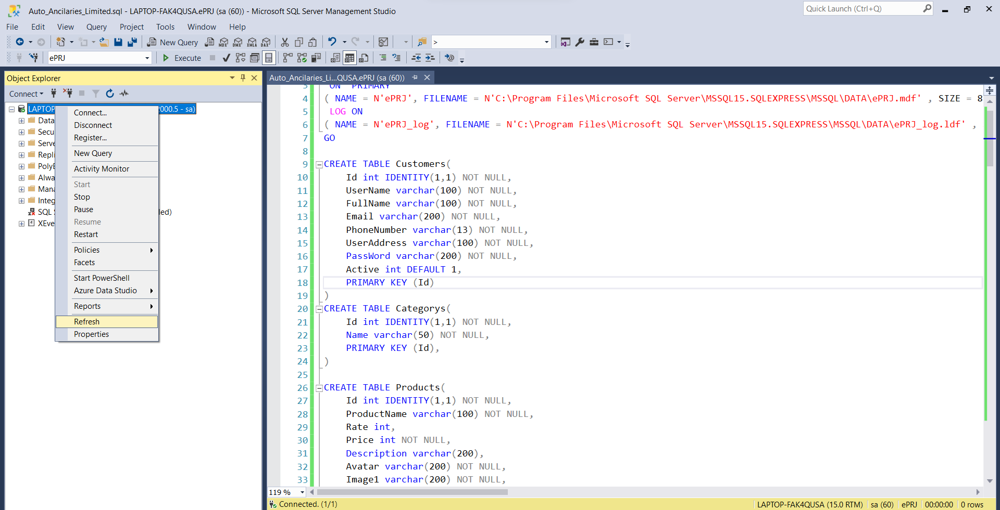 Auto_Ancilaries_Limited.sql - LAPTOP-FAK4QUSA.ePRJ (sa (60)) - Microsoft SQL Server Management Studio
Quick Launch (Ctrl+Q)
File Edit View Query Project Tools Window Help
New Query MDX DMX XMLA DAX >
ePRJ Execute
Object Explorer
Connect
LAPTOP 2000.5 - sa)
Data
Secu
Serve
Repli
PolyB
Alwa
Mana
Integ
SQL led)
XEve
Connect...
Disconnect
Register...
New Query
Activity Monitor
Start
Stop
Pause
Resume
Restart
Policies
Facets
Start PowerShell
Azure Data Studio
Reports
Refresh
Properties
Auto_Ancilaries_Li...QUSA.ePRJ (sa (60))
3 ON PRIMARY
4 ( NAME = N'ePRJ', FILENAME = N'C:\Program Files\Microsoft SQL Server\MSSQL15.SQLEXPRESS\MSSQL\DATA\ePRJ.mdf' , SIZE = 8
5 LOG ON
6 ( NAME = N'ePRJ_log', FILENAME = N'C:\Program Files\Microsoft SQL Server\MSSQL15.SQLEXPRESS\MSSQL\DATA\ePRJ_log.ldf' ,
7 GO
8
9 CREATE TABLE Customers(
10 Id int IDENTITY(1,1) NOT NULL,
11 UserName varchar(100) NOT NULL,
12 FullName varchar(100) NOT NULL,
13 Email varchar(200) NOT NULL,
14 PhoneNumber varchar(13) NOT NULL,
15 UserAddress varchar(100) NOT NULL,
16 PassWord varchar(200) NOT NULL,
17 Active int DEFAULT 1,
18 PRIMARY KEY (Id)
19 )
20 CREATE TABLE Categorys(
21 Id int IDENTITY(1,1) NOT NULL,
22 Name varchar(50) NOT NULL,
23 PRIMARY KEY (Id),
24 )
25
26 CREATE TABLE Products(
27 Id int IDENTITY(1,1) NOT NULL,
28 ProductName varchar(100) NOT NULL,
29 Rate int,
30 Price int NOT NULL,
31 Description varchar(200),
32 Avatar varchar(200) NOT NULL,
33 Image1 varchar(200) NOT NULL,
119 %
Connected. (1/1) LAPTOP-FAK4QUSA (15.0 RTM) sa (60) ePRJ 00:00:00 0 rows